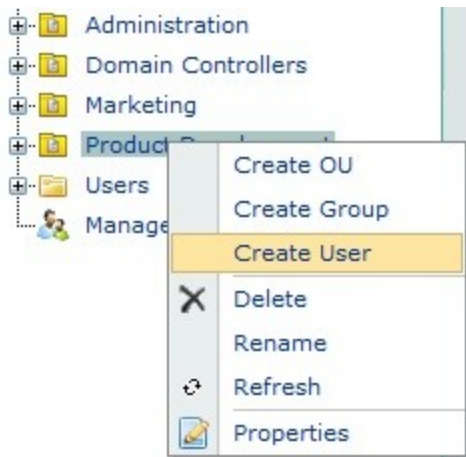 Administration
Domain Controllers
Marketing
Product
Users
Manage
Create OU
Create Group
Create User
Delete
Rename
Refresh
Properties